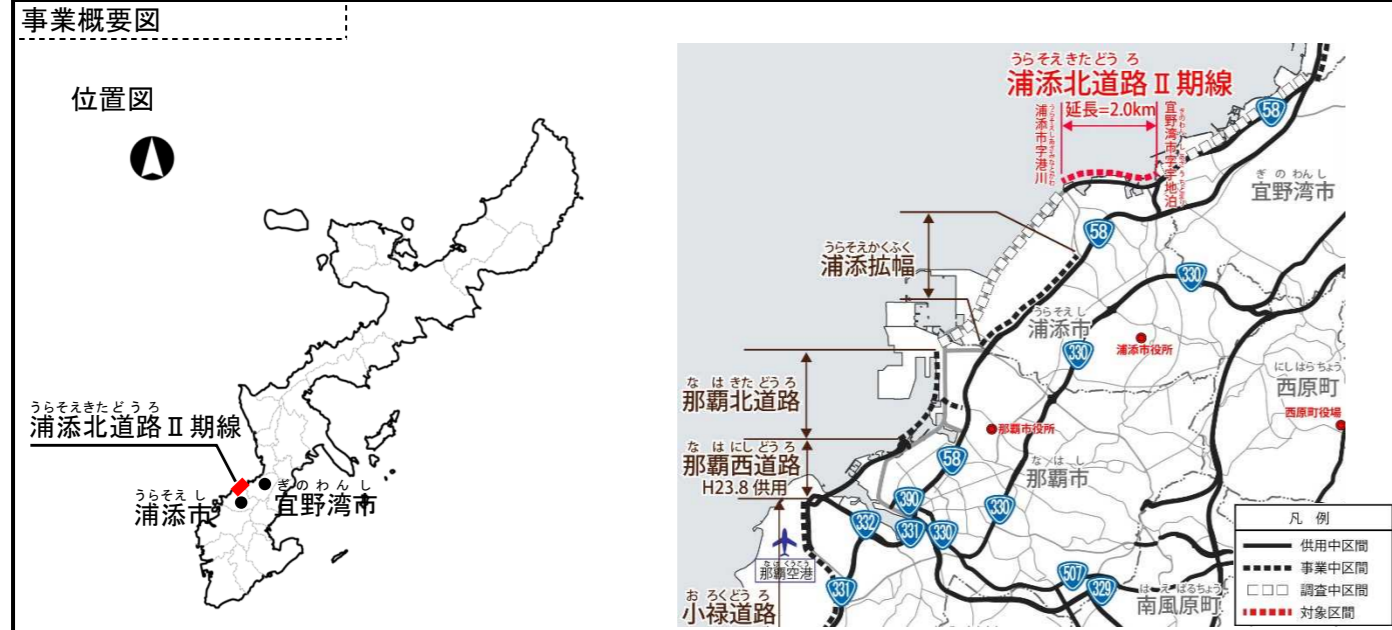 事業概要図
位置図
うらそえきたどうろ
浦添北道路Ⅱ期線
うらそえ し
浦添市
ぎのわんし
宜野湾市
うらそえきたどうろ
浦添北道路Ⅱ期線
延長=2.0km
浦添市字港川
宜野湾市字宇地泊
58
ぎ の わんし
宜野湾市
58
うらそえかくふく
浦添拡幅
330
うらそえ し
浦添市
浦添市役所
330
な は きた どうろ
那覇北道路
にしはらちょう
西原町
西原町役場
那覇市役所
な は にし どうろ
那覇西道路
H23.8 供用
58
な は し
那覇市
390
330
332
331
330
なはくうこう
那覇空港
お ろくどう ろ
小禄道路
331
507
329
は え ばるちょう
南風原町
凡 例
供用中区間
事業中区間
調査中区間
対象区間